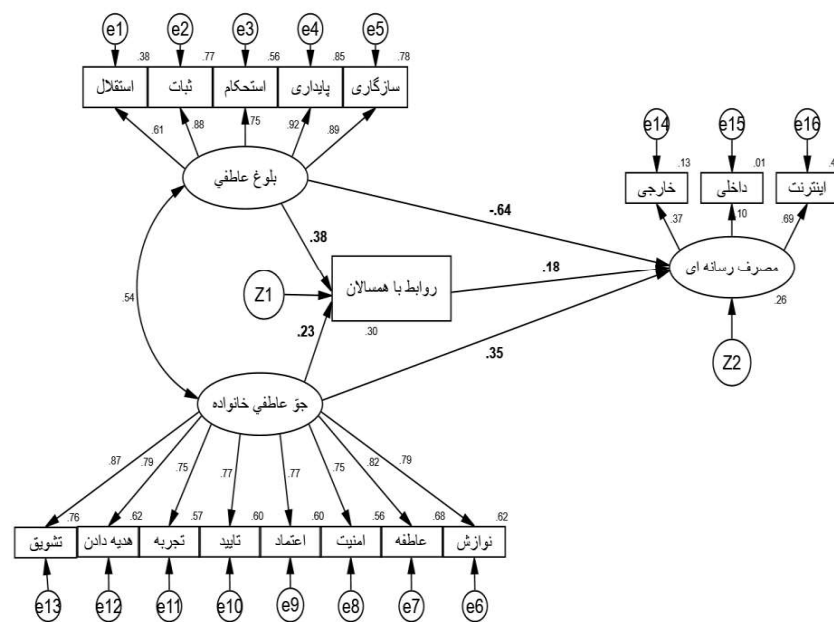 e1 e2 e3 e4 e5
.38 .77 .56 .85 .78
استقلال ثبات استحکام پایداری سازگاری
.61 .88 .75 .92 .89
بلوغ عاطفي
e14 e15 e16
.13 .01 .4
خارجی داخلی اینترنت
.37 .10 .69
مصرف رسانه ای
.26
Z2
-.64
.38
.18
Z1
روابط با همسالان
.30
.54
.23
.35
جوّ عاطفي خانواده
.87 .79 .75 .77 .77 .75 .82 .79
.76 .62 .57 .60 .60 .56 .68 .62
تشویق هدیه دادن تجربه تایید اعتماد امنیت عاطفه نوازش
e13 e12 e11 e10 e9 e8 e7 e6